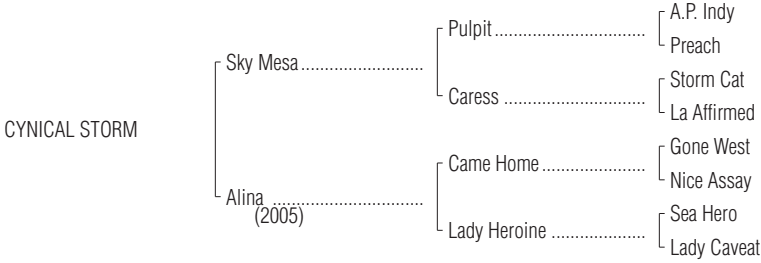 A.P. Indy
Pulpit..............................
Preach
Sky Mesa........................
Storm Cat
Caress ............................
La Affirmed
CYNICAL STORM
Gone West
Came Home.....................
Nice Assay
Alina ..............................
(2005)
Sea Hero
Lady Heroine ...................
Lady Caveat